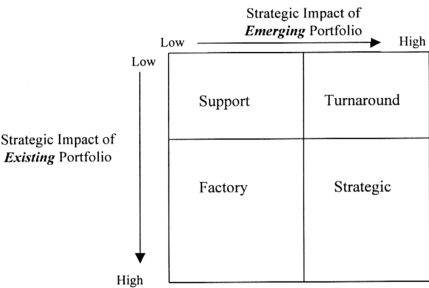 Strategic Impact of
Emerging Portfolio
Low
High
Low
Support
Turnaround
Strategic Impact of
Existing Portfolio
Factory
Strategic
High